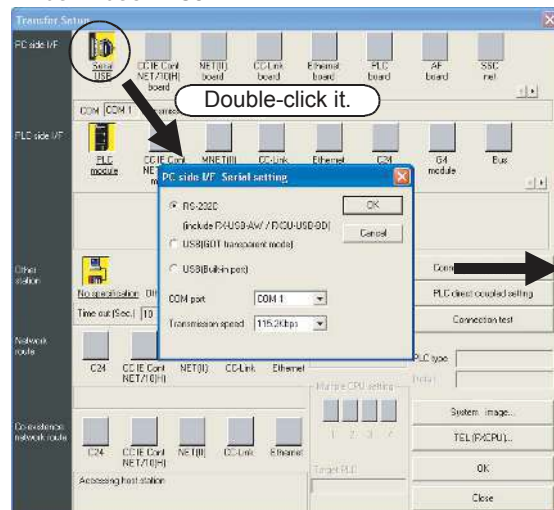 Transfer Setup
PC side I/F
Serial USB
CC IE Cont NET/10(H) board
NET(II) board
CC-Link board
Ethernet board
PLC board
AF board
SSC net
COM COM 1
Double-click it.
PLC side I/F
PLC module
CC IE Cont
MNET(II)
CC-Link
Ethernet
C24
G4 module
Bus
PC side I/F Serial setting
RS-232C
OK
(include FX-USB-AW / FX3U-USB-BD)
Cancel
USB(GOT transparent mode)
USB(Built-in port)
COM port
COM 1
Transmission speed
115.2Kbps
Other station
No specification
PLC direct coupled setting
Time out (Sec.) 10
Connection test
Network route
C24
CC IE Cont NET/10(H)
NET(II)
CC-Link
Ethernet
PLC type
Detail
Multiple CPU setting
1 2 3 4
System image...
Co-existence network route
C24
CC IE Cont NET/10(H)
NET(II)
CC-Link
Ethernet
TEL (FXCPU)...
Target PLC
OK
Accessing host station
Close